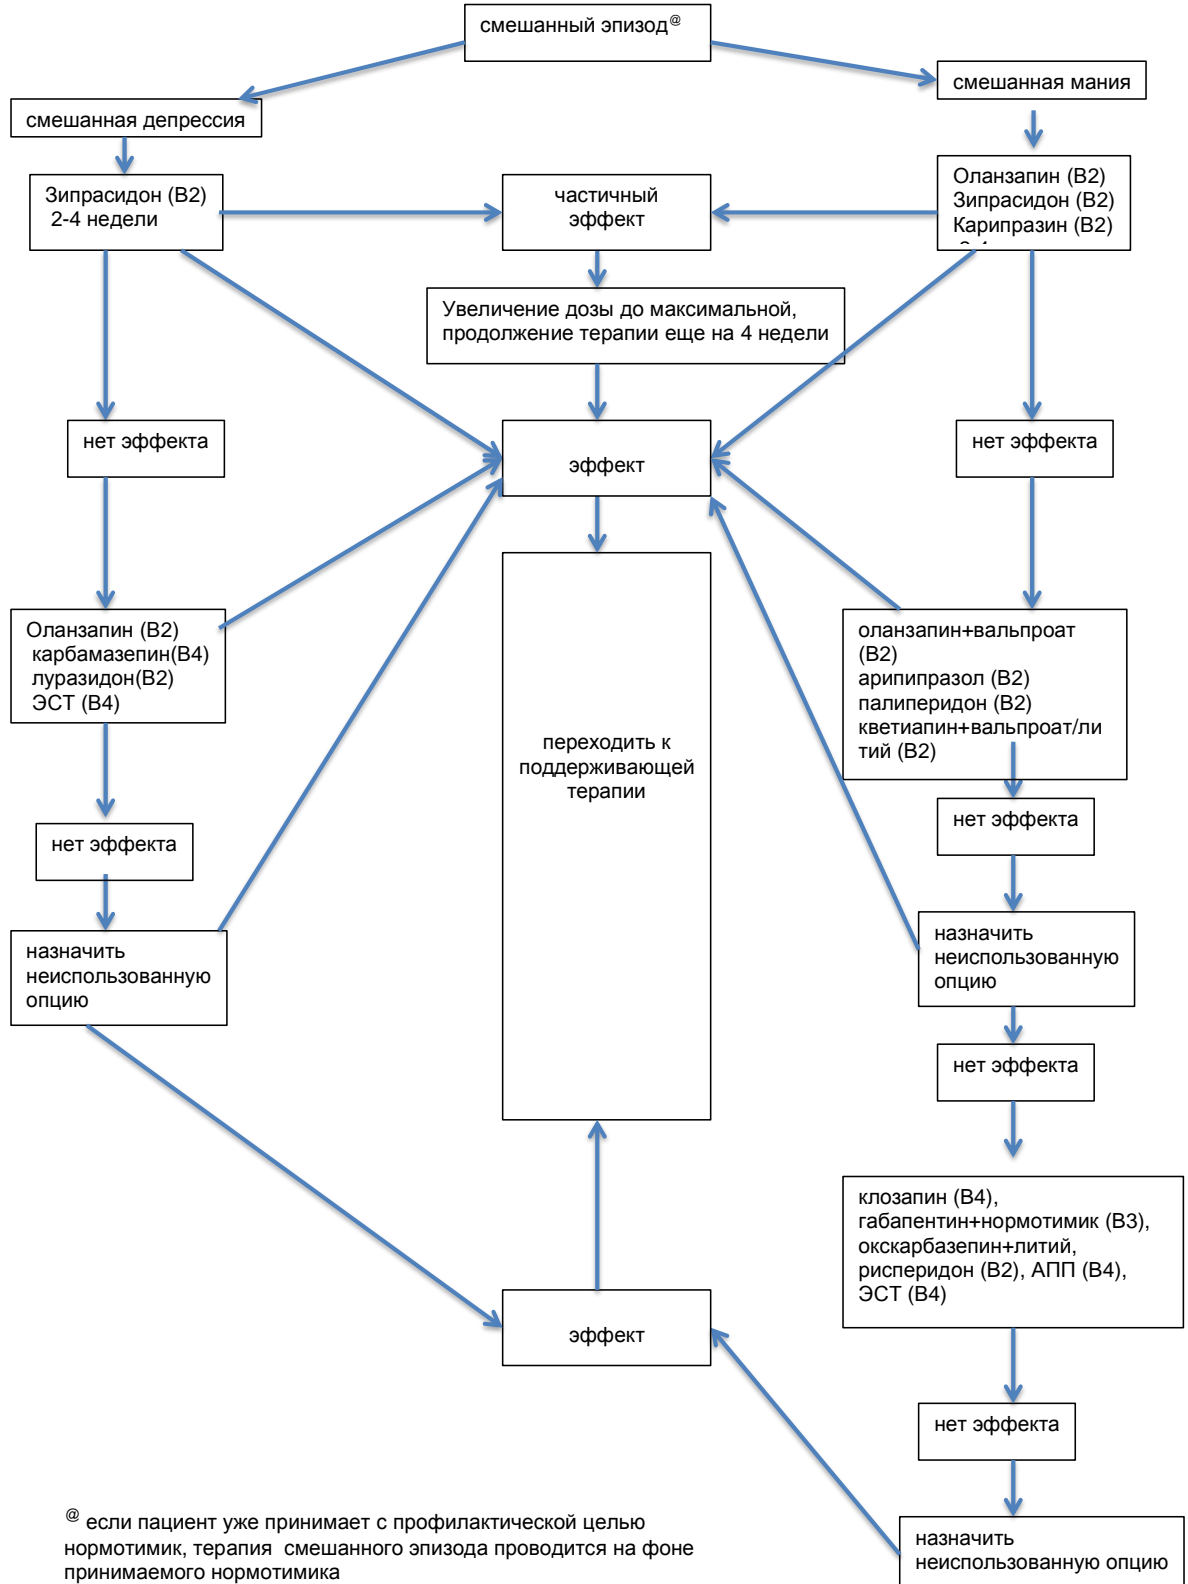 смешанный эпизод@
смешанная мания
смешанная депрессия
Зипрасидон (В2)
2-4 недели
частичный
эффект
Оланзапин (В2)
Зипрасидон (В2)
Карипразин (В2)
Увеличение дозы до максимальной,
продолжение терапии еще на 4 недели
нет эффекта
эффект
нет эффекта
Оланзапин (В2)
карбамазепин(В4)
луразидон(В2)
ЭСТ (В4)
переходить к
поддерживающей
терапии
оланзапин+вальпроат
(В2)
арипипразол (В2)
палиперидон (В2)
кветиапин+вальпроат/ли
тий (В2)
нет эффекта
нет эффекта
назначить
неиспользованную
опцию
назначить
неиспользованную
опцию
нет эффекта
клозапин (В4),
габапентин+нормотимик (В3),
окскарбазепин+литий,
рисперидон (В2), АПП (В4),
ЭСТ (В4)
эффект
нет эффекта
назначить
неиспользованную опцию
@ если пациент уже принимает с профилактической целью
нормотимик, терапия смешанного эпизода проводится на фоне
принимаемого нормотимика